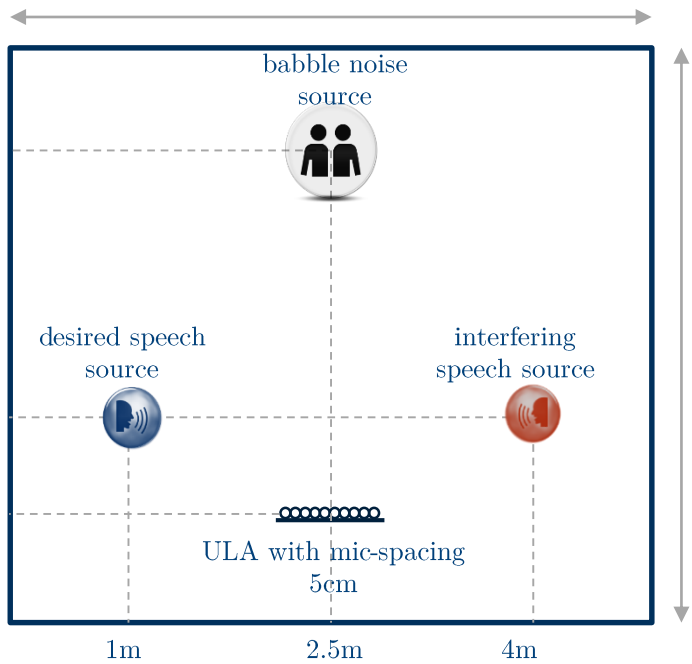 babble noise
source
desired speech
source
interfering
speech source
ULA with mic-spacing
5cm
1m
2.5m
4m